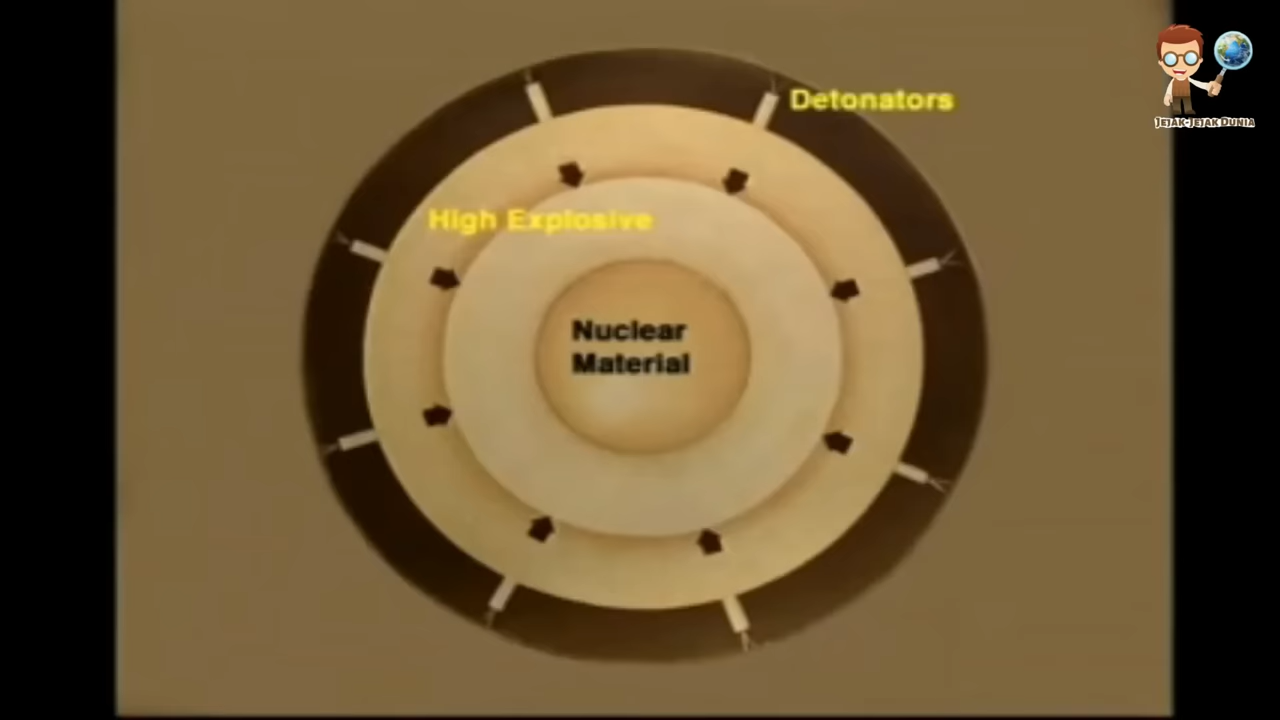 Detonators
High Explosive
Nuclear
Material
JEJAK-JEJAK DUNIA